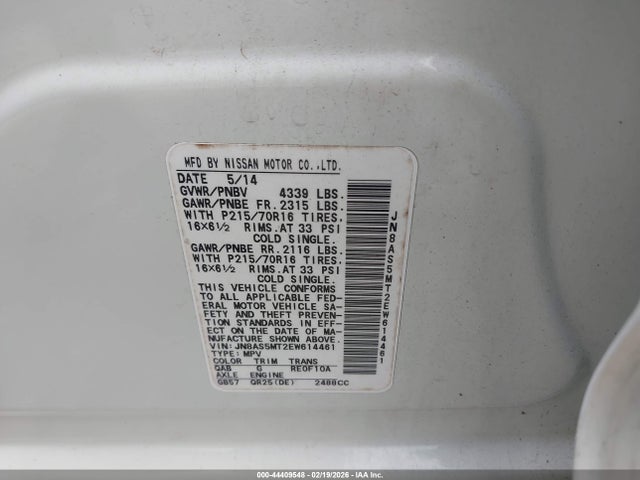 MFD BY NISSAN MOTOR CO.,LTD.
DATE 5/14
GVWR/PNBV 4339 LBS.
GAWR/PNBE FR. 2315 LBS.
WITH P215/70R16 TIRES.
16X6½ RIMS.AT 33 PSI
COLD SINGLE.
GAWR/PNBE RR. 2116 LBS.
WITH P215/70R16 TIRES.
16X6½ RIMS.AT 33 PSI
COLD SINGLE.
THIS VEHICLE CONFORMS
TO ALL APPLICABLE FED-
ERAL MOTOR VEHICLE SA-
FETY AND THEFT PREVEN-
TION STANDARDS IN EFF-
ECT ON THE DATE OF MA-
NUFACTURE SHOWN ABOVE.
VIN: JN8AS5MT2EW614461
TYPE: MPV
COLOR TRIM TRANS
QAB G RE0F10A
AXLE ENGINE
GB57 QR25(DE) 2488CC
JN8AS5MT2EW614461
000-44409548 - 02/19/2026 - IAAI.COM